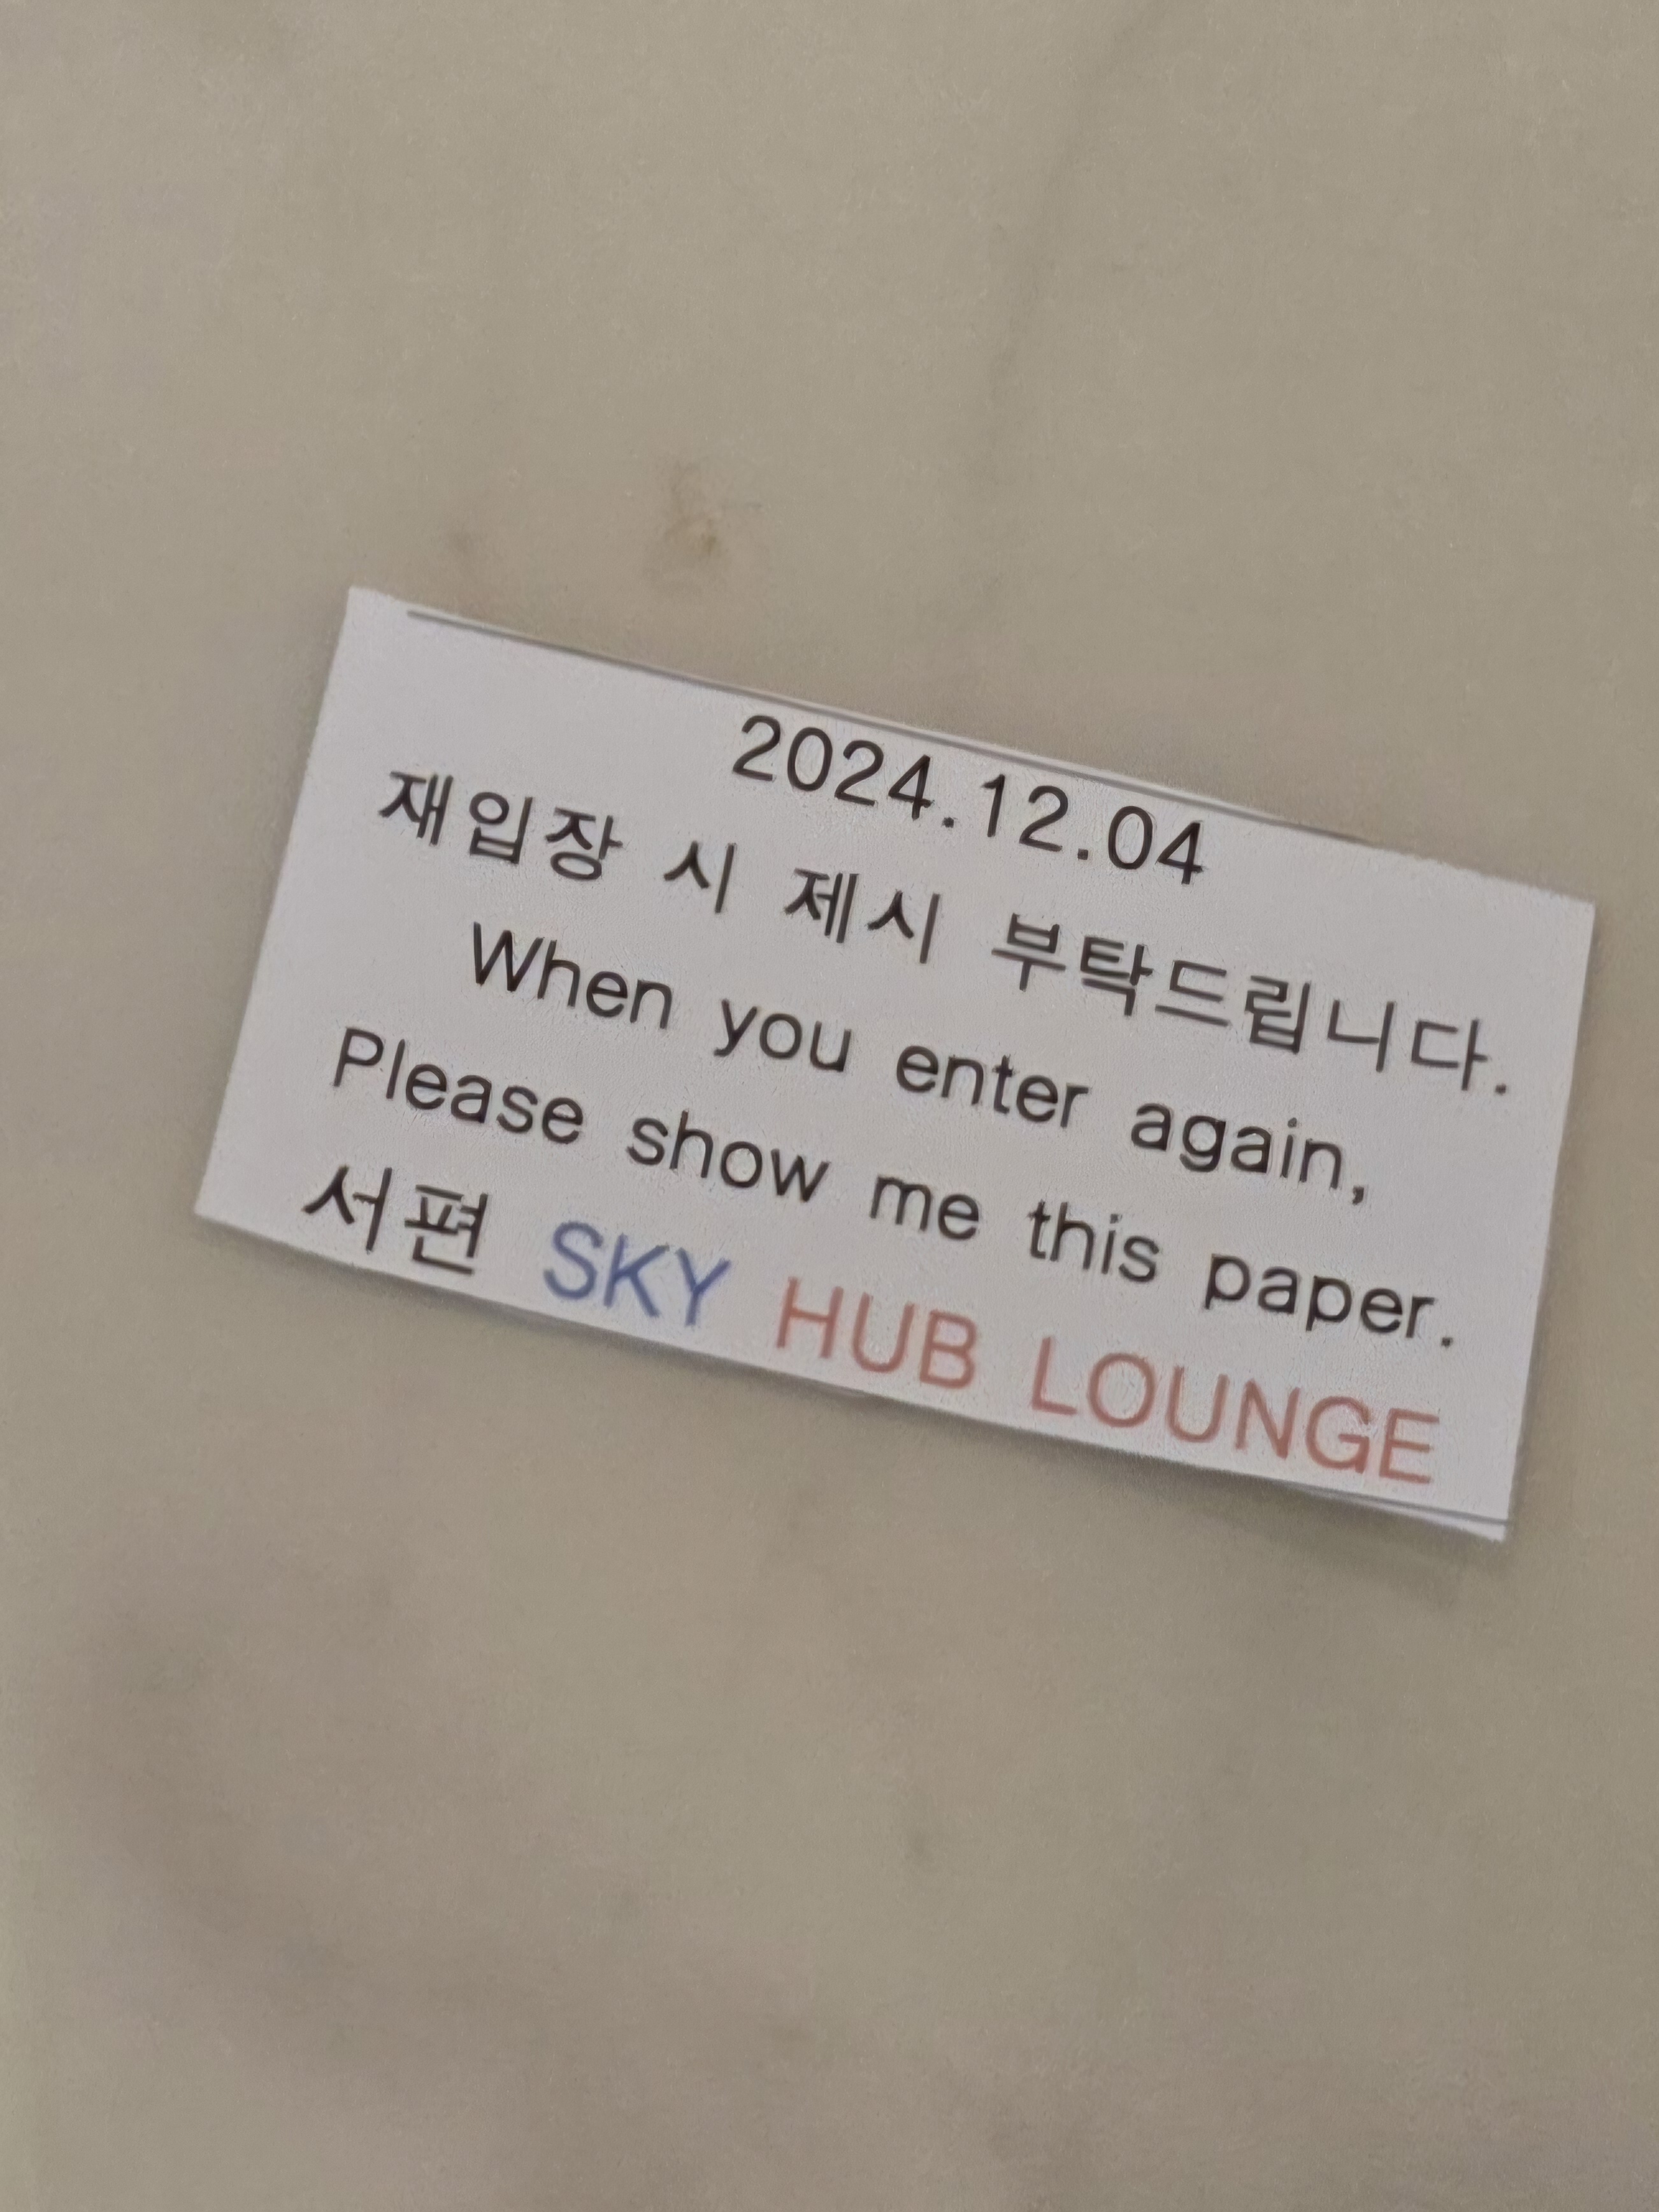 2024.12.04
재입장 시 제시 부탁드립니다.
When you enter again,
Please show me this paper.
서편 SKY HUB LOUNGE